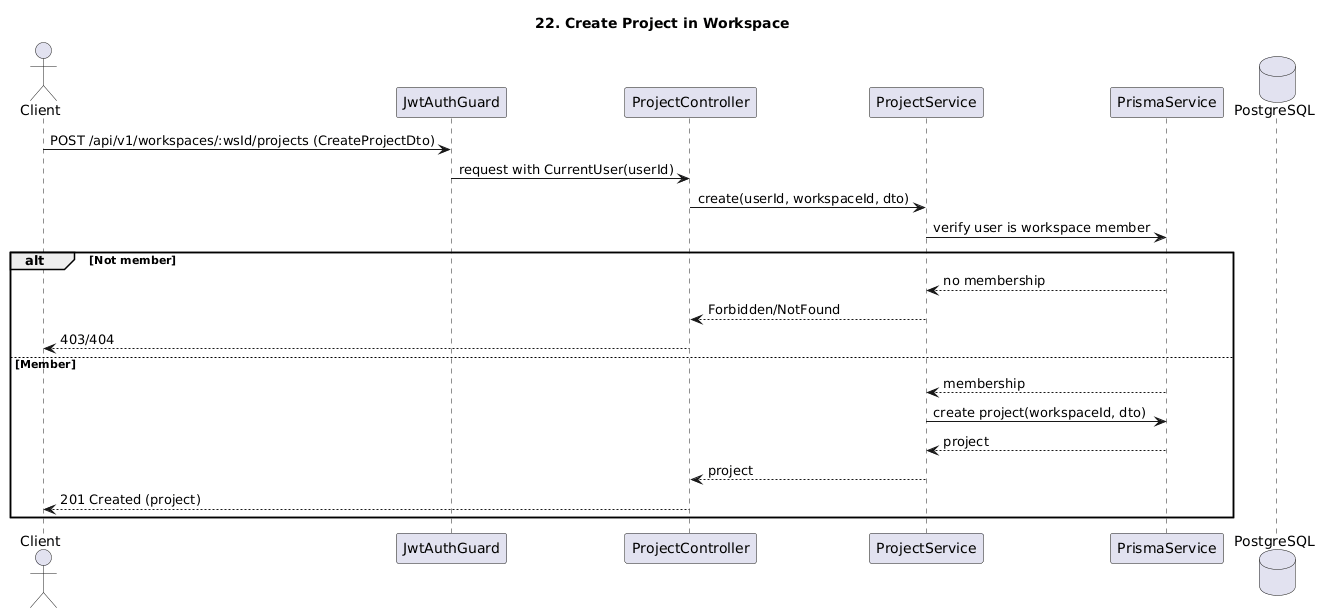 22. Create Project in Workspace
Client
JwtAuthGuard
ProjectController
ProjectService
PrismaService
PostgreSQL
POST /api/v1/workspaces/:wsId/projects (CreateProjectDto)
request with CurrentUser(userId)
create(userId, workspaceId, dto)
verify user is workspace member
alt
[Not member]
no membership
Forbidden/NotFound
403/404
[Member]
membership
create project(workspaceId, dto)
project
project
201 Created (project)
Client
JwtAuthGuard
ProjectController
ProjectService
PrismaService
PostgreSQL